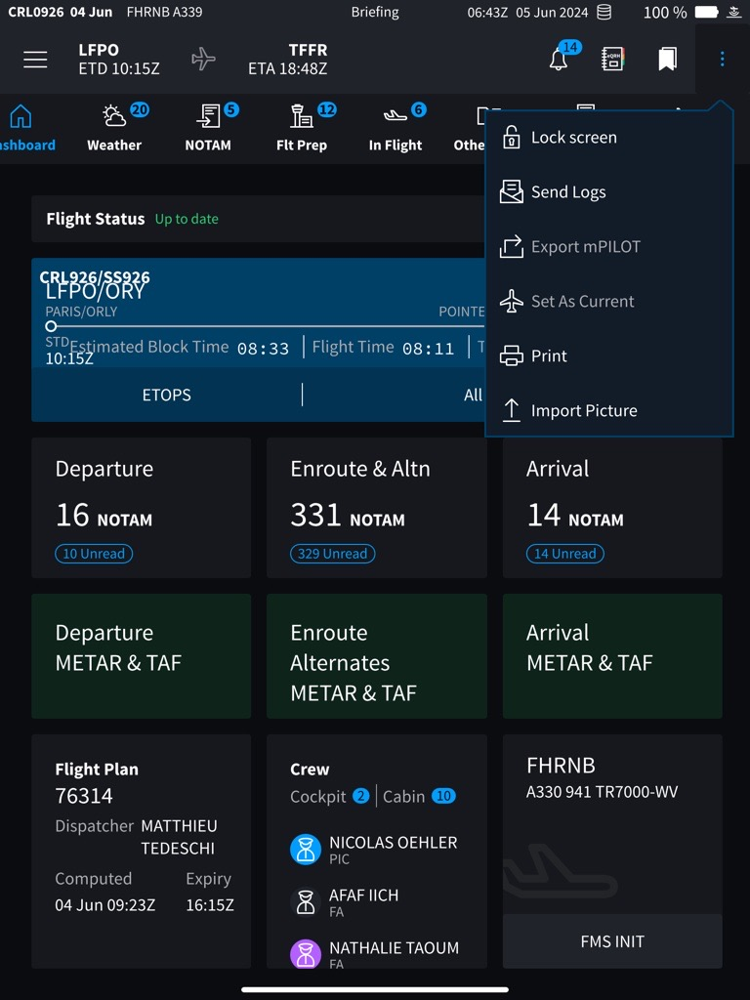 CRL0926 04 Jun FHRNB A339 Briefing 06:43Z 05 Jun 2024 100 %
LFPO TFFR
ETD 10:15Z ETA 18:48Z
14
eQRH
20 5 12 6
ashboard Weather NOTAM Flt Prep In Flight Othe
Lock screen
Send Logs
Export mPILOT
Set As Current
Print
Import Picture
Flight Status Up to date
CRL926/SS926
LFPO/ORY
PARIS/ORLY POINTE
STD Estimated Block Time 08:33 Flight Time 08:11 T
10:15Z
ETOPS All
Departure
16 NOTAM
10 Unread
Enroute & Altn
331 NOTAM
329 Unread
Arrival
14 NOTAM
14 Unread
Departure
METAR & TAF
Enroute
Alternates
METAR & TAF
Arrival
METAR & TAF
Flight Plan
76314
Dispatcher MATTHIEU
TEDESCHI
Computed Expiry
04 Jun 09:23Z 16:15Z
Crew
Cockpit 2 Cabin 10
NICOLAS OEHLER
PIC
AFAF IICH
FA
NATHALIE TAOUM
FA
FHRNB
A330 941 TR7000-WV
FMS INIT